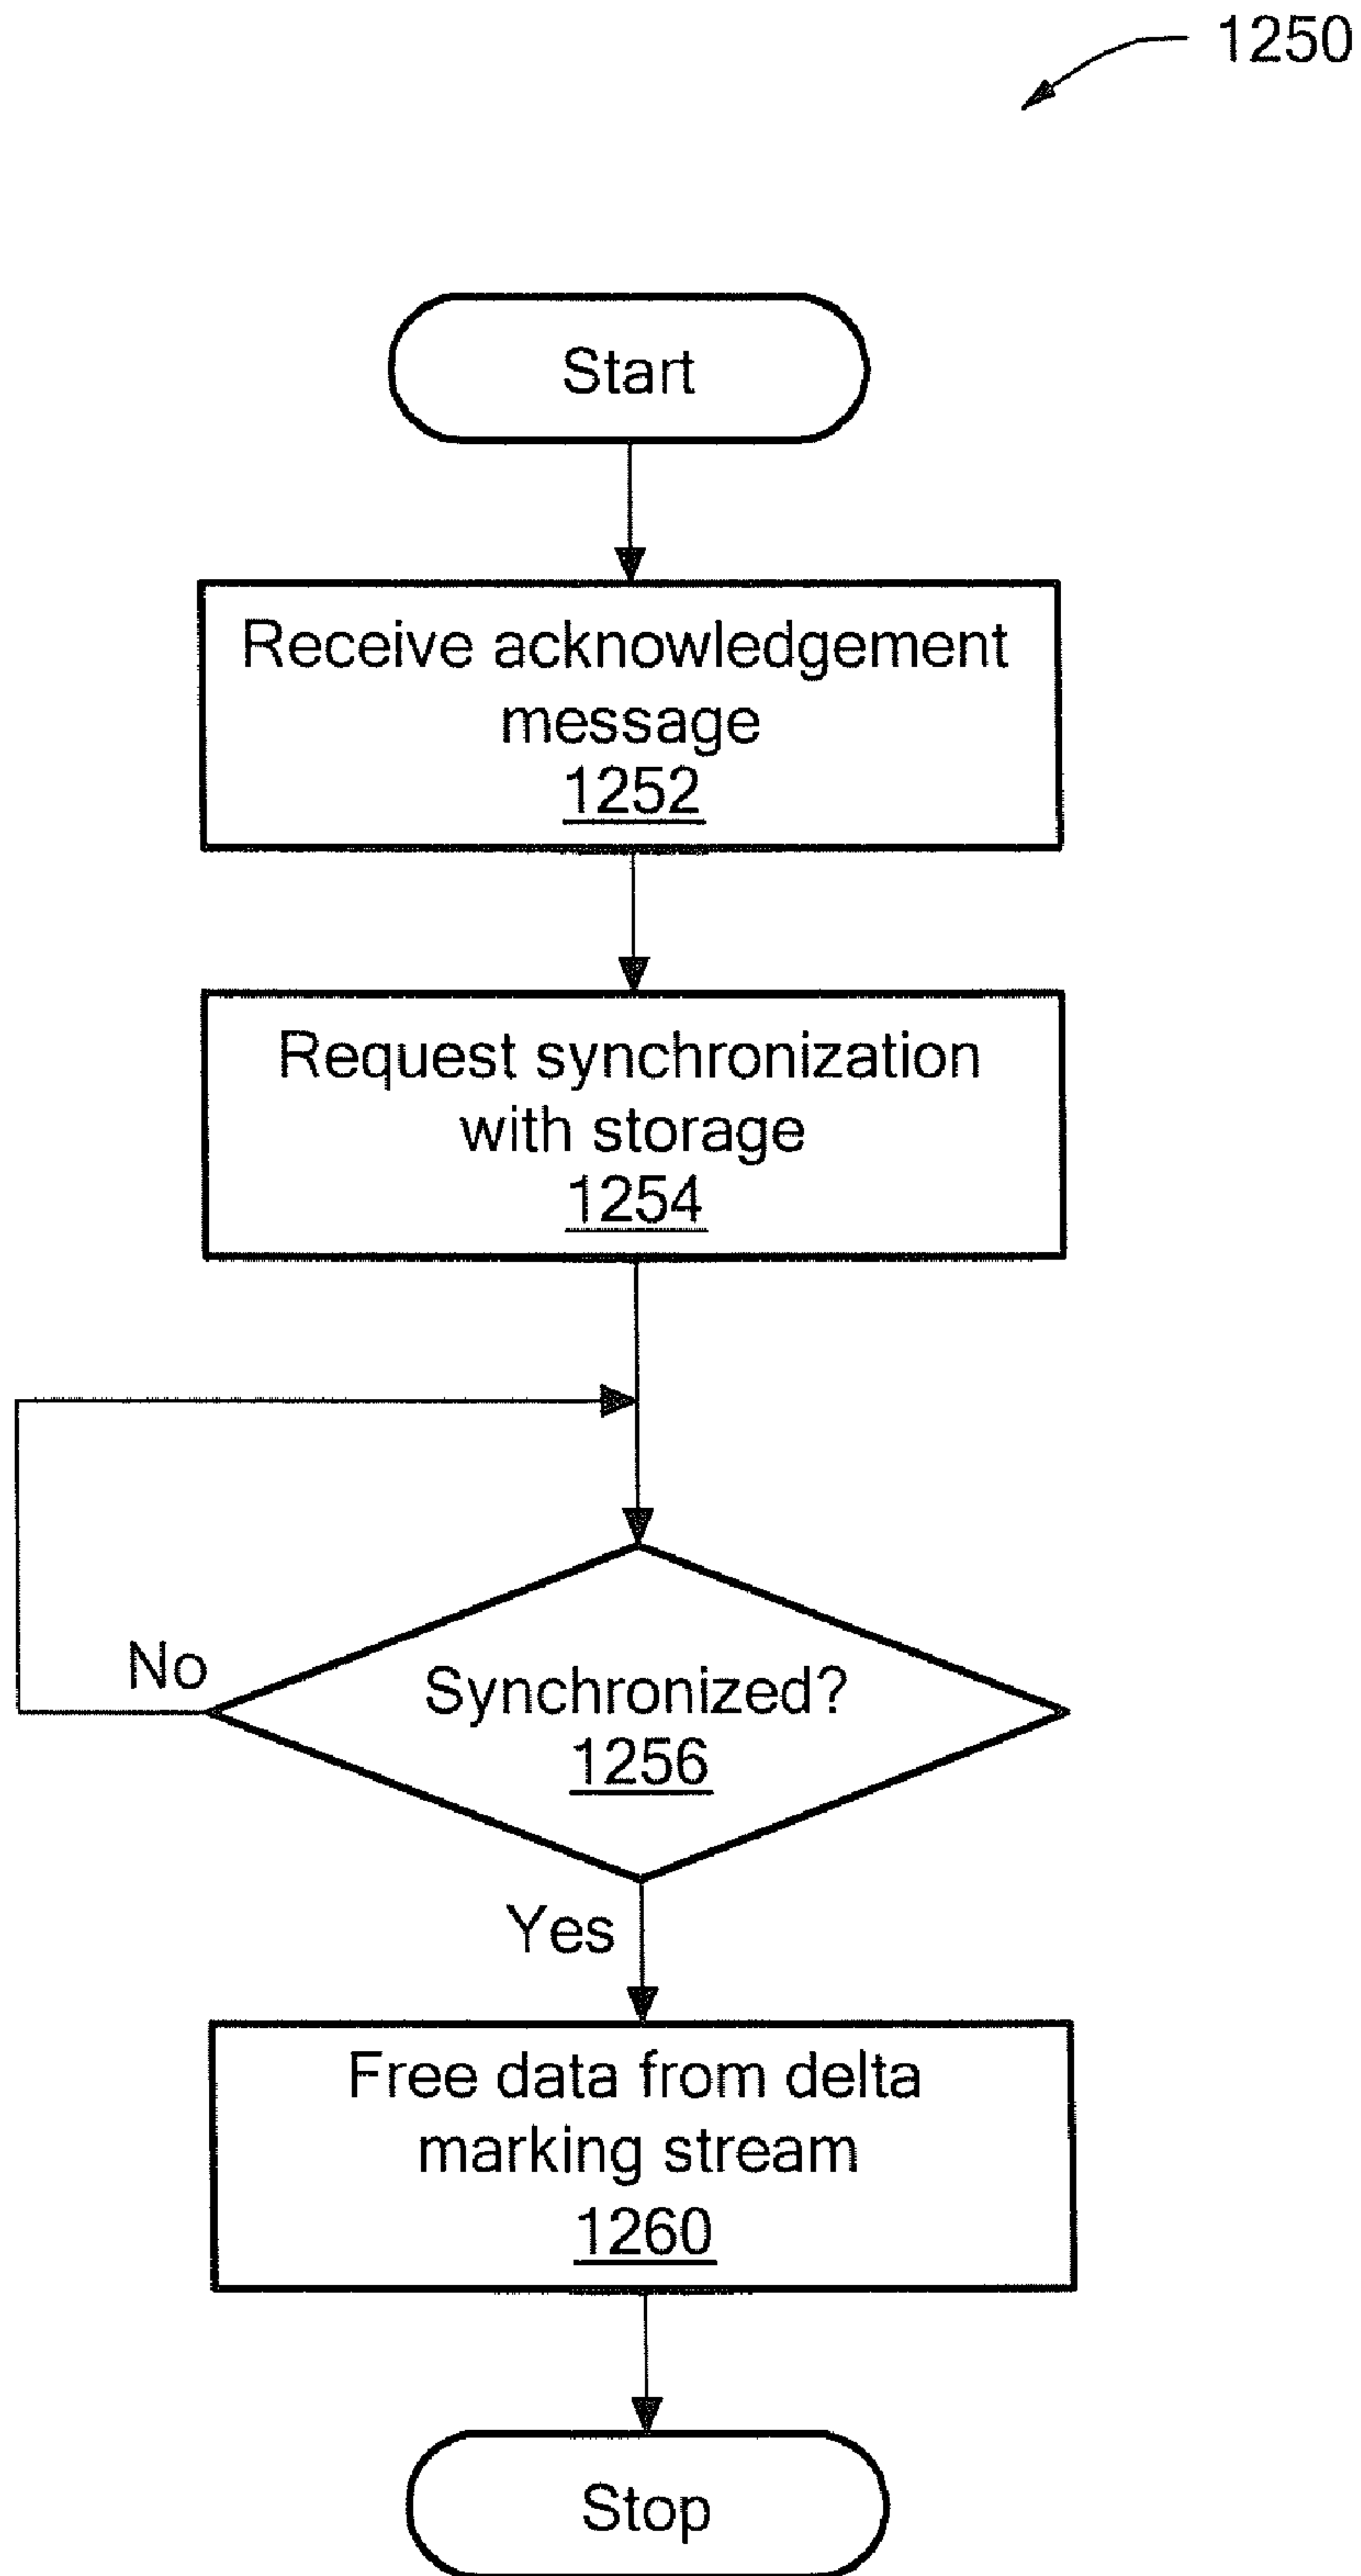 1250
Start
Receive acknowledgement
message
1252
Request synchronization
with storage
1254
No
Synchronized?
1256
Yes
Free data from delta
marking stream
1260
Stop